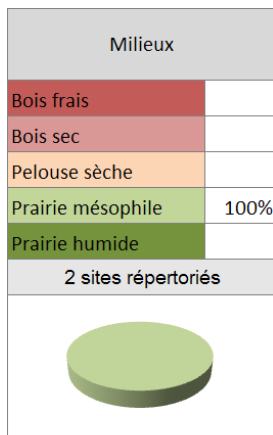 Milieux
Bois frais
Bois sec
Pelouse sèche
Prairie mésophile 100%
Prairie humide
2 sites répertoriés